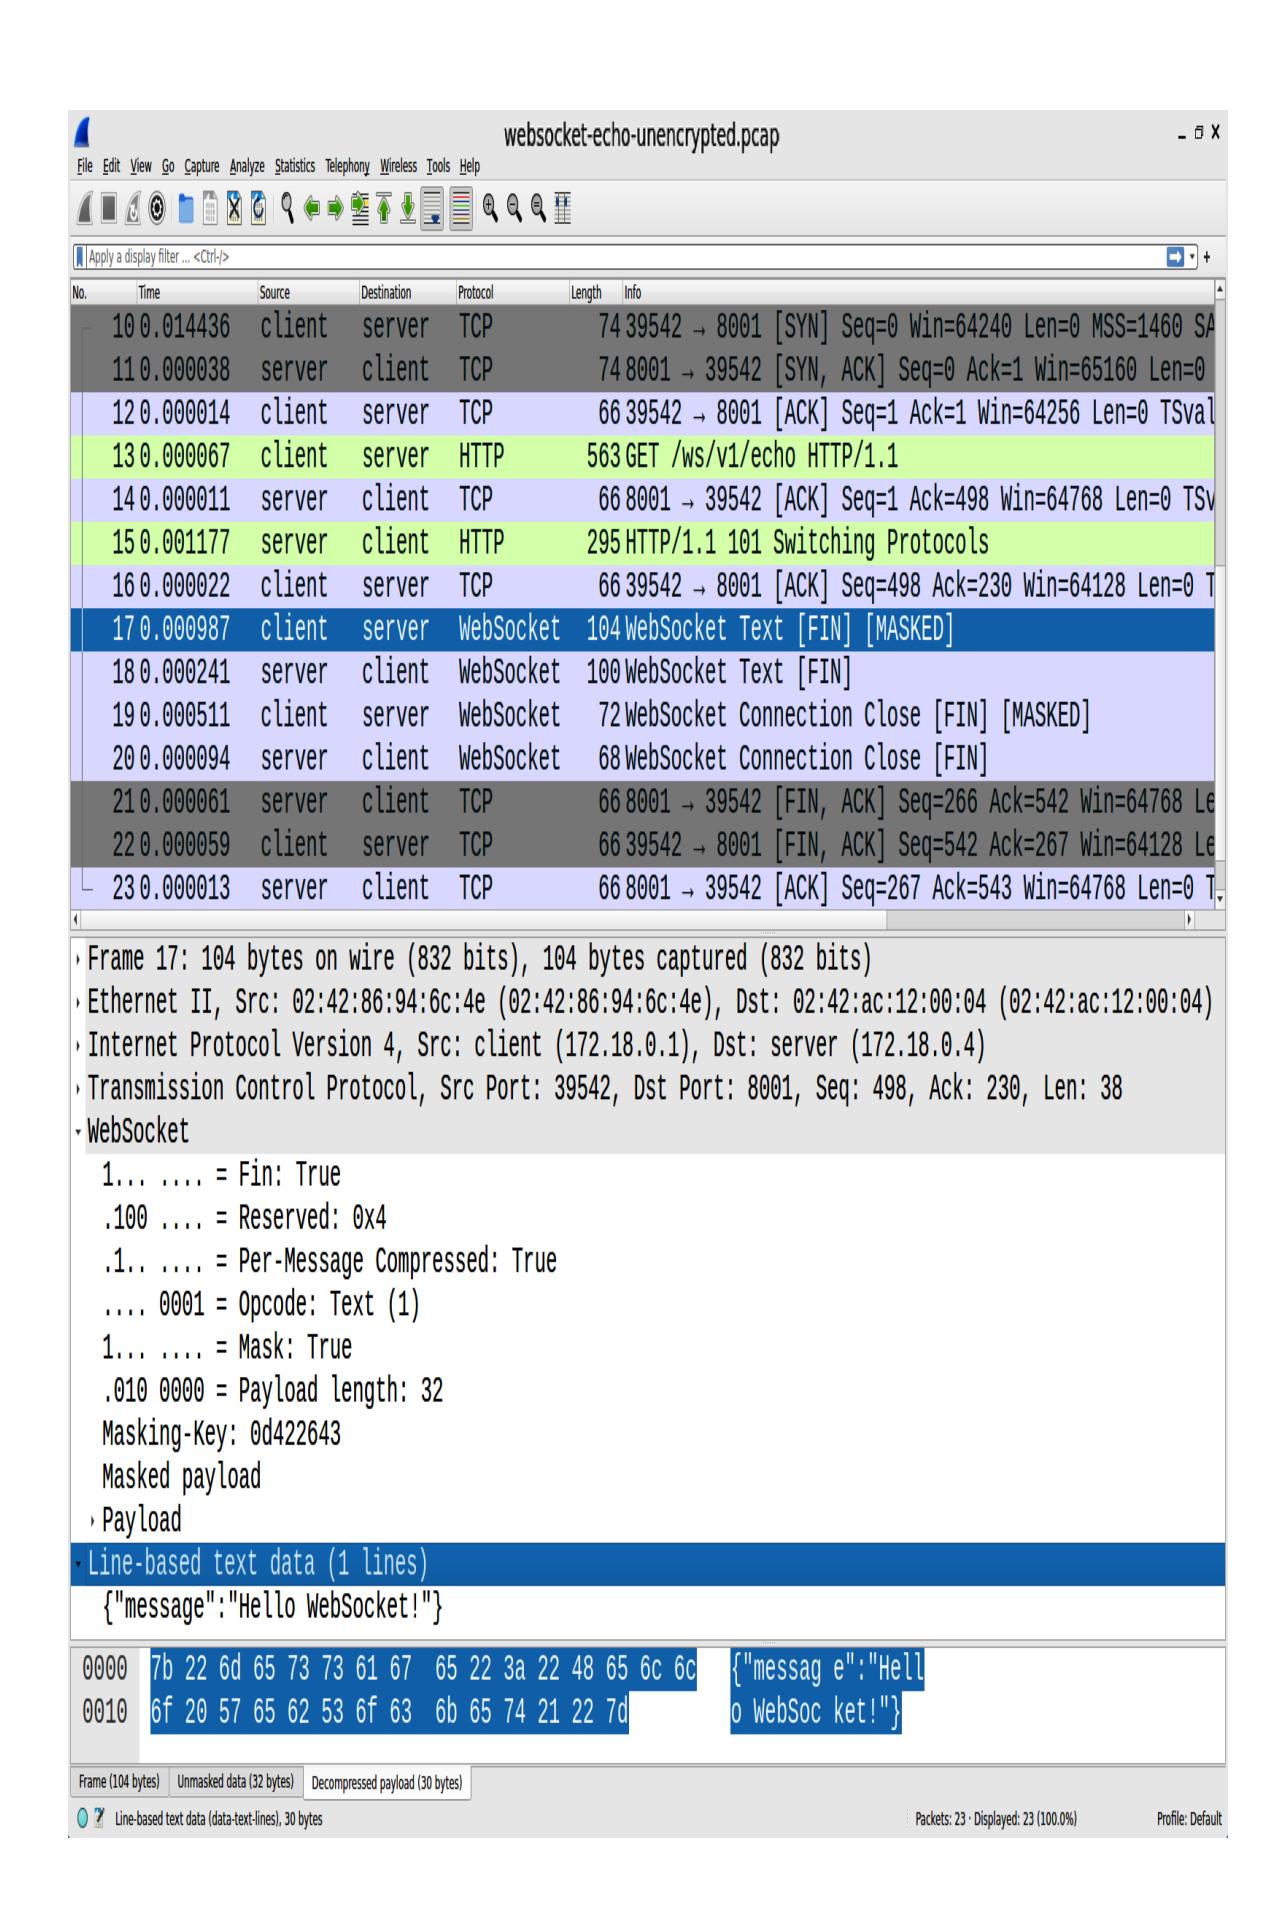 websocket-echo-unencrypted.pcap
File Edit View Go Capture Analyze Statistics Telephony Wireless Tools Help
Apply a display filter ... <Ctrl-/>
No. Time Source Destination Protocol Length Info
10 0.014436 client server TCP 74 39542 → 8001 [SYN] Seq=0 Win=64240 Len=0 MSS=1460 SA
11 0.000038 server client TCP 74 8001 → 39542 [SYN, ACK] Seq=0 Ack=1 Win=65160 Len=0
12 0.000014 client server TCP 66 39542 → 8001 [ACK] Seq=1 Ack=1 Win=64256 Len=0 TSval
13 0.000067 client server HTTP 563 GET /ws/v1/echo HTTP/1.1
14 0.000011 server client TCP 66 8001 → 39542 [ACK] Seq=1 Ack=498 Win=64768 Len=0 TSv
15 0.001177 server client HTTP 295 HTTP/1.1 101 Switching Protocols
16 0.000022 client server TCP 66 39542 → 8001 [ACK] Seq=498 Ack=230 Win=64128 Len=0 T
17 0.000987 client server WebSocket 104 WebSocket Text [FIN] [MASKED]
18 0.000241 server client WebSocket 100 WebSocket Text [FIN]
19 0.000511 client server WebSocket 72 WebSocket Connection Close [FIN] [MASKED]
20 0.000094 server client WebSocket 68 WebSocket Connection Close [FIN]
21 0.000061 server client TCP 66 8001 → 39542 [FIN, ACK] Seq=266 Ack=542 Win=64768 Le
22 0.000059 client server TCP 66 39542 → 8001 [FIN, ACK] Seq=542 Ack=267 Win=64128 Le
23 0.000013 server client TCP 66 8001 → 39542 [ACK] Seq=267 Ack=543 Win=64768 Len=0 T
Frame 17: 104 bytes on wire (832 bits), 104 bytes captured (832 bits)
Ethernet II, Src: 02:42:86:94:6c:4e (02:42:86:94:6c:4e), Dst: 02:42:ac:12:00:04 (02:42:ac:12:00:04)
Internet Protocol Version 4, Src: client (172.18.0.1), Dst: server (172.18.0.4)
Transmission Control Protocol, Src Port: 39542, Dst Port: 8001, Seq: 498, Ack: 230, Len: 38
WebSocket
1... .... = Fin: True
.100 .... = Reserved: 0x4
.1.. .... = Per-Message Compressed: True
.... 0001 = Opcode: Text (1)
1... .... = Mask: True
.010 0000 = Payload length: 32
Masking-Key: 0d422643
Masked payload
Payload
Line-based text data (1 lines)
{"message":"Hello WebSocket!"}
0000 7b 22 6d 65 73 73 61 67 65 22 3a 22 48 65 6c 6c {"messag e":"Hell
0010 6f 20 57 65 62 53 6f 63 6b 65 74 21 22 7d o WebSoc ket!"}
Frame (104 bytes) Unmasked data (32 bytes) Decompressed payload (30 bytes)
Line-based text data (data-text-lines), 30 bytes Packets: 23 · Displayed: 23 (100.0%) Profile: Default